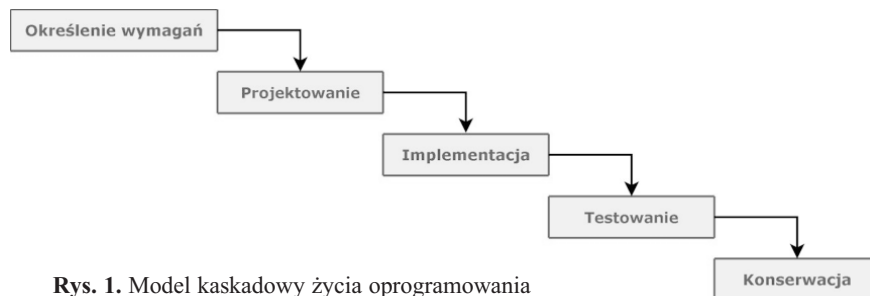 Określenie wymagań
Projektowanie
Implementacja
Testowanie
Konserwacja
Rys. 1. Model kaskadowy życia oprogramowania